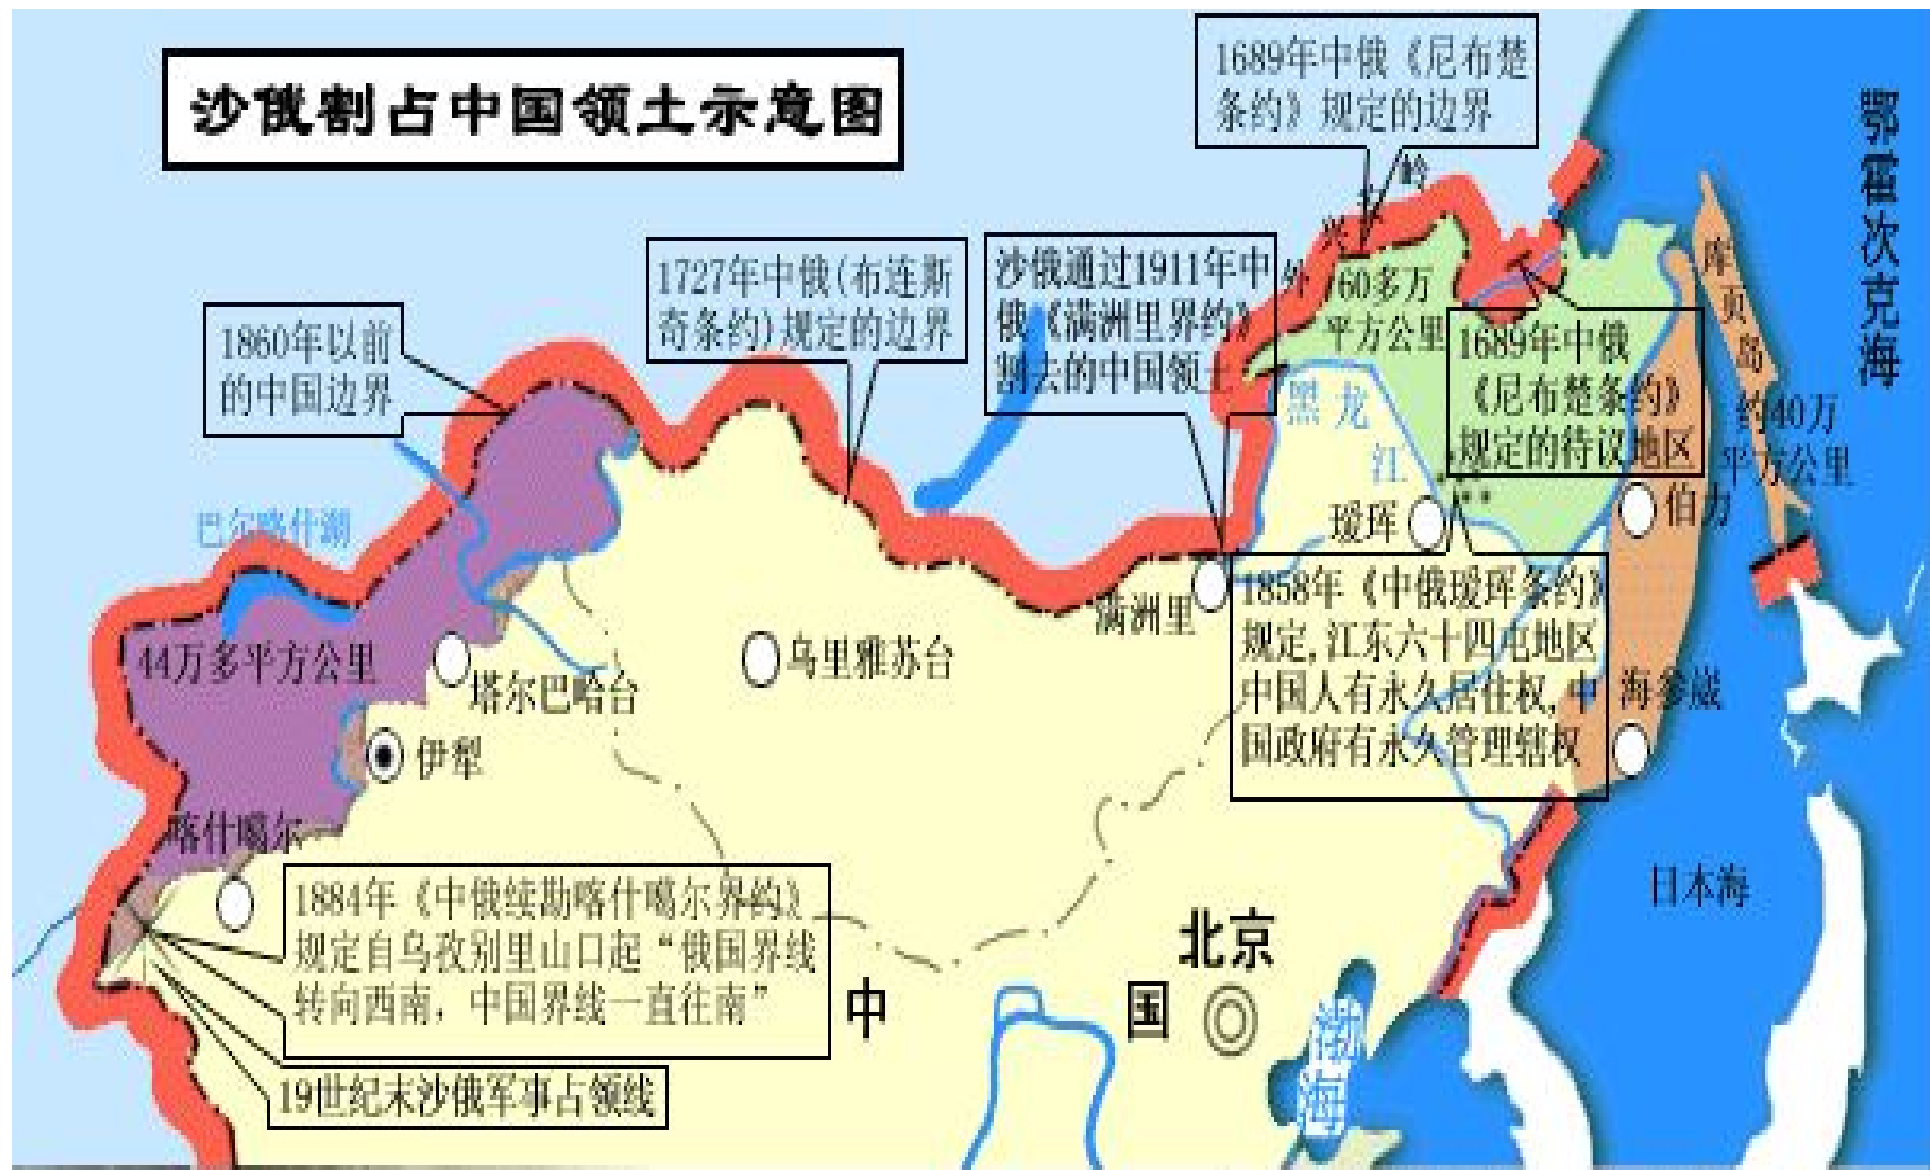 沙俄割占中国领土示意图
1689年中俄《尼布楚
条约》规定的边界
鄂霍次克海
外兴安岭
1727年中俄(布连斯
奇条约)规定的边界
沙俄通过1911年中
俄《满洲里界约》
割去的中国领土
1860年以前
的中国边界
60多万
平方公里
库页岛
1689年中俄
《尼布楚条约》
规定的待议地区
约40万
平方公里
黑龙江
巴尔喀什湖
瑷珲
伯力
满洲里
1858年《中俄瑷珲条约》
规定,江东六十四屯地区
中国人有永久居住权,中
国政府有永久管理辖权
44万多平方公里
塔尔巴哈台
乌里雅苏台
海参崴
伊犁
喀什噶尔
1884年《中俄续勘喀什噶尔界约》
规定自乌孜别里山口起“俄国界线
转向西南，中国界线一直往南”
日本海
北京
中国
渤海
19世纪末沙俄军事占领线